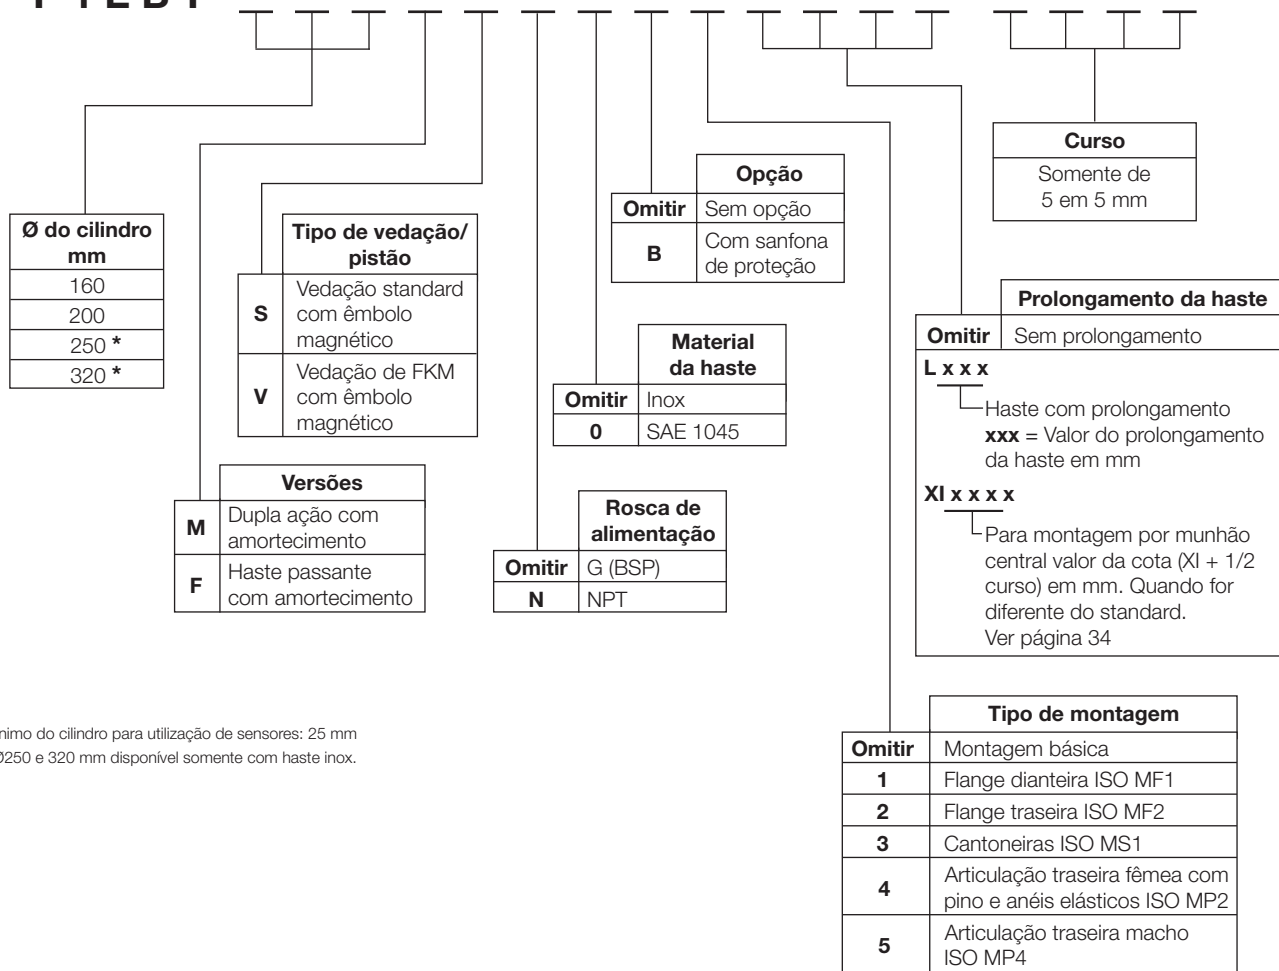 Ø do cilindro
mm
160
200
250 *
320 *
Tipo de vedação/
pistão
S
Vedação standard
com êmbolo
magnético
V
Vedação de FKM
com êmbolo
magnético
Versões
M
Dupla ação com
amortecimento
F
Haste passante
com amortecimento
Opção
Omitir Sem opção
B
Com sanfona
de proteção
Material
da haste
Omitir Inox
0 SAE 1045
Rosca de
alimentação
Omitir G (BSP)
N NPT
Curso
Somente de
5 em 5 mm
Prolongamento da haste
Omitir Sem prolongamento
L x x x
Haste com prolongamento
xxx = Valor do prolongamento
da haste em mm
XI x x x x
Para montagem por munhão
central valor da cota (XI + 1/2
curso) em mm. Quando for
diferente do standard.
Ver página 34
Tipo de montagem
Omitir Montagem básica
1 Flange dianteira ISO MF1
2 Flange traseira ISO MF2
3 Cantoneiras ISO MS1
4
Articulação traseira fêmea com
pino e anéis elásticos ISO MP2
5
Articulação traseira macho
ISO MP4
do cilindro para utilização de sensores: 25 mm
Ø250 e 320 mm disponível somente com haste inox.